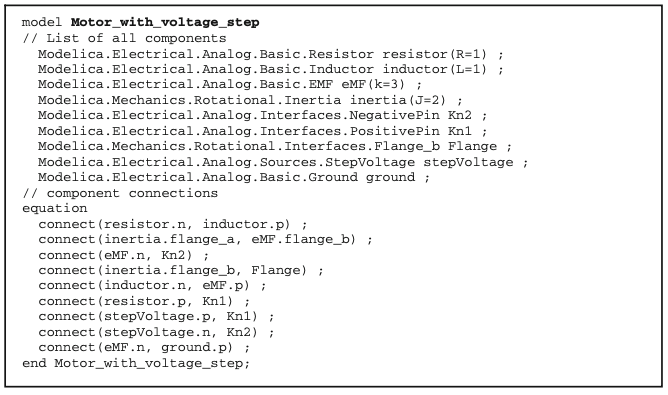 model Motor_with_voltage_step
// List of all components
Modelica.Electrical.Analog.Basic.Resistor resistor(R=1) ;
Modelica.Electrical.Analog.Basic.Inductor inductor(L=1) ;
Modelica.Electrical.Analog.Basic.EMF eMF(k=3) ;
Modelica.Mechanics.Rotational.Inertia inertia(J=2) ;
Modelica.Electrical.Analog.Interfaces.NegativePin Kn2 ;
Modelica.Electrical.Analog.Interfaces.PositivePin Kn1 ;
Modelica.Mechanics.Rotational.Interfaces.Flange_b Flange ;
Modelica.Electrical.Analog.Sources.StepVoltage stepVoltage ;
Modelica.Electrical.Analog.Basic.Ground ground ;
// component connections
equation
connect(resistor.n, inductor.p) ;
connect(inertia.flange_a, eMF.flange_b) ;
connect(eMF.n, Kn2) ;
connect(inertia.flange_b, Flange) ;
connect(inductor.n, eMF.p) ;
connect(resistor.p, Kn1) ;
connect(stepVoltage.p, Kn1) ;
connect(stepVoltage.n, Kn2) ;
connect(eMF.n, ground.p) ;
end Motor_with_voltage_step;